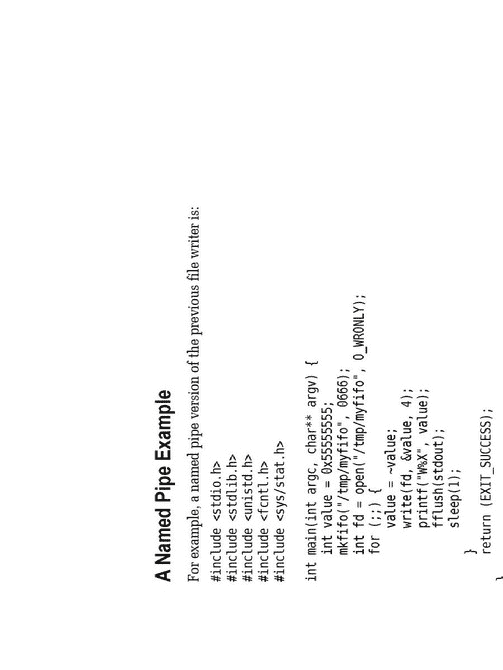 A Named Pipe Example
For example, a named pipe version of the previous file writer is:
#include <stdio.h>
#include <stdlib.h>
#include <unistd.h>
#include <fcntl.h>
#include <sys/stat.h>
int main(int argc, char** argv) {
int value = 0x55555555;
mkfifo("/tmp/myfifo", 0666);
int fd = open("/tmp/myfifo", O_WRONLY);
for (;;) {
value = ~value;
write(fd, &value, 4);
printf("W%X", value);
fflush(stdout);
sleep(1);
}
return (EXIT_SUCCESS);
}